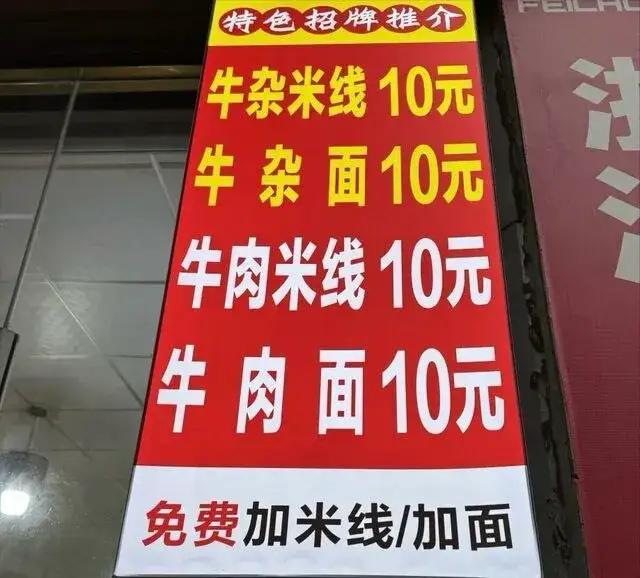 特色招牌推介
牛杂米线 10元
牛杂面 10元
牛肉米线 10元
牛肉面 10元
免费加米线/加面